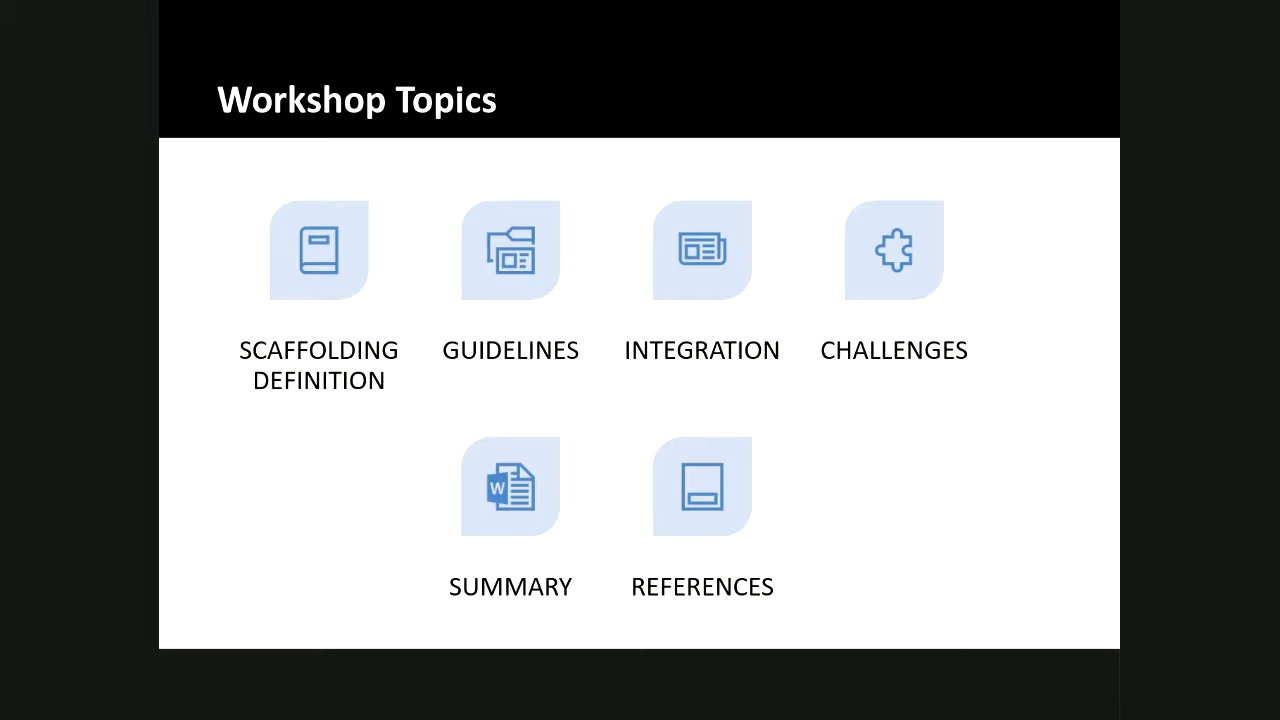 Workshop Topics
SCAFFOLDING
DEFINITION
GUIDELINES
INTEGRATION
CHALLENGES
W
SUMMARY
REFERENCES